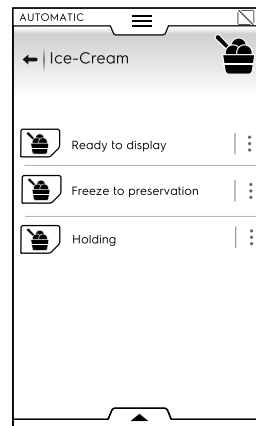 AUTOMATIC
Ice-Cream
Ready to display
Freeze to preservation
Holding